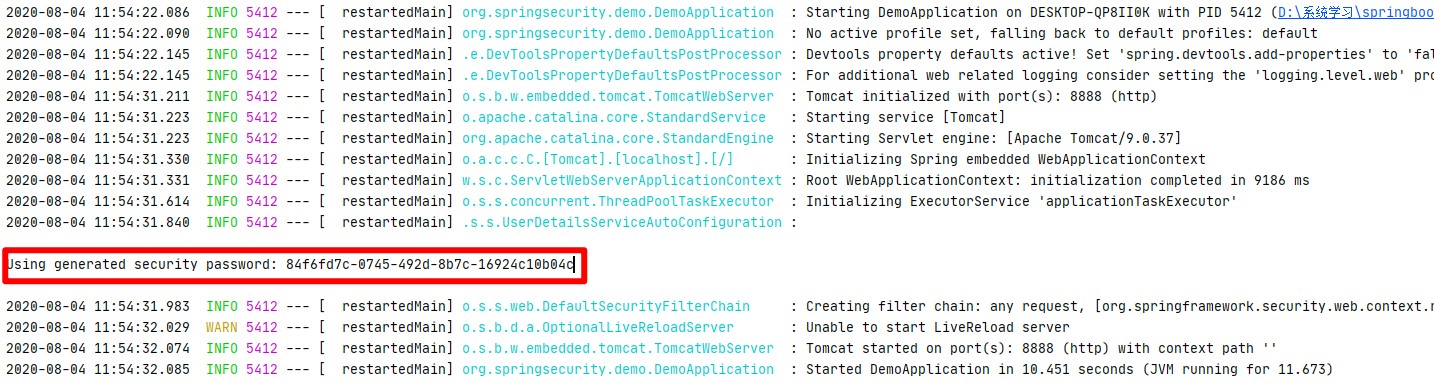 2020-08-04 11:54:22.086  INFO 5412 --- [  restartedMain] org.springsecurity.demo.DemoApplication  : Starting DemoApplication on DESKTOP-QP8II0K with PID 5412 (D:\系统学习\springboo
2020-08-04 11:54:22.090  INFO 5412 --- [  restartedMain] org.springsecurity.demo.DemoApplication  : No active profile set, falling back to default profiles: default
2020-08-04 11:54:22.145  INFO 5412 --- [  restartedMain] .e.DevToolsPropertyDefaultsPostProcessor : Devtools property defaults active! Set 'spring.devtools.add-properties' to 'fal
2020-08-04 11:54:22.145  INFO 5412 --- [  restartedMain] .e.DevToolsPropertyDefaultsPostProcessor : For additional web related logging consider setting the 'logging.level.web' pro
2020-08-04 11:54:31.211  INFO 5412 --- [  restartedMain] o.s.b.w.embedded.tomcat.TomcatWebServer  : Tomcat initialized with port(s): 8888 (http)
2020-08-04 11:54:31.223  INFO 5412 --- [  restartedMain] o.apache.catalina.core.StandardService   : Starting service [Tomcat]
2020-08-04 11:54:31.223  INFO 5412 --- [  restartedMain] org.apache.catalina.core.StandardEngine  : Starting Servlet engine: [Apache Tomcat/9.0.37]
2020-08-04 11:54:31.330  INFO 5412 --- [  restartedMain] o.a.c.c.C.[Tomcat].[localhost].[/]       : Initializing Spring embedded WebApplicationContext
2020-08-04 11:54:31.331  INFO 5412 --- [  restartedMain] w.s.c.ServletWebServerApplicationContext : Root WebApplicationContext: initialization completed in 9186 ms
2020-08-04 11:54:31.614  INFO 5412 --- [  restartedMain] o.s.s.concurrent.ThreadPoolTaskExecutor  : Initializing ExecutorService 'applicationTaskExecutor'
2020-08-04 11:54:31.840  INFO 5412 --- [  restartedMain] .s.s.UserDetailsServiceAutoConfiguration :
Using generated security password: 84f6fd7c-0745-492d-8b7c-16924c10b04c
2020-08-04 11:54:31.983  INFO 5412 --- [  restartedMain] o.s.s.web.DefaultSecurityFilterChain     : Creating filter chain: any request, [org.springframework.security.web.context.r
2020-08-04 11:54:32.029  WARN 5412 --- [  restartedMain] o.s.b.d.a.OptionalLiveReloadServer       : Unable to start LiveReload server
2020-08-04 11:54:32.074  INFO 5412 --- [  restartedMain] o.s.b.w.embedded.tomcat.TomcatWebServer  : Tomcat started on port(s): 8888 (http) with context path ''
2020-08-04 11:54:32.085  INFO 5412 --- [  restartedMain] org.springsecurity.demo.DemoApplication  : Started DemoApplication in 10.451 seconds (JVM running for 11.673)